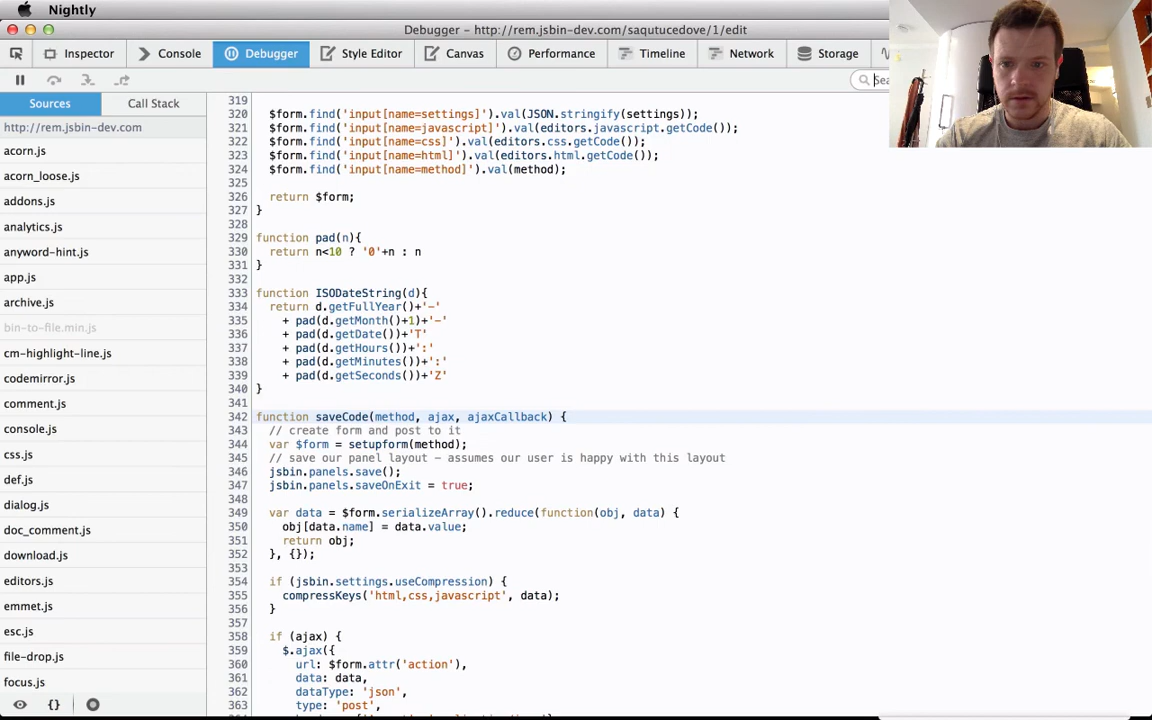 Nightly
Debugger - http://rem.jsbin-dev.com/saqutucedove/1/edit
Inspector Console Debugger Style Editor Canvas Performance Timeline Network Storage
Sources Call Stack
http://rem.jsbin-dev.com
acorn.js
acorn_loose.js
addons.js
analytics.js
anyword-hint.js
app.js
archive.js
bin-to-file.min.js
cm-highlight-line.js
codemirror.js
comment.js
console.js
css.js
def.js
dialog.js
doc_comment.js
download.js
editors.js
emmet.js
esc.js
file-drop.js
focus.js
319
320 $form.find('input[name=settings]').val(JSON.stringify(settings));
321 $form.find('input[name=javascript]').val(editors.javascript.getCode());
322 $form.find('input[name=css]').val(editors.css.getCode());
323 $form.find('input[name=html]').val(editors.html.getCode());
324 $form.find('input[name=method]').val(method);
325
326 return $form;
327 }
328
329 function pad(n){
330 return n<10 ? '0'+n : n
331 }
332
333 function ISODateString(d){
334 return d.getFullYear()+'-'
335 + pad(d.getMonth()+1)+'-'
336 + pad(d.getDate())+'T'
337 + pad(d.getHours())+':'
338 + pad(d.getMinutes())+':'
339 + pad(d.getSeconds())+'Z'
340 }
341
342 function saveCode(method, ajax, ajaxCallback) {
343 // create form and post to it
344 var $form = setupform(method);
345 // save our panel layout - assumes our user is happy with this layout
346 jsbin.panels.save();
347 jsbin.panels.saveOnExit = true;
348
349 var data = $form.serializeArray().reduce(function(obj, data) {
350 obj[data.name] = data.value;
351 return obj;
352 }, {});
353
354 if (jsbin.settings.useCompression) {
355 compressKeys('html,css,javascript', data);
356 }
357
358 if (ajax) {
359 $.ajax({
360 url: $form.attr('action'),
361 data: data,
362 dataType: 'json',
363 type: 'post',